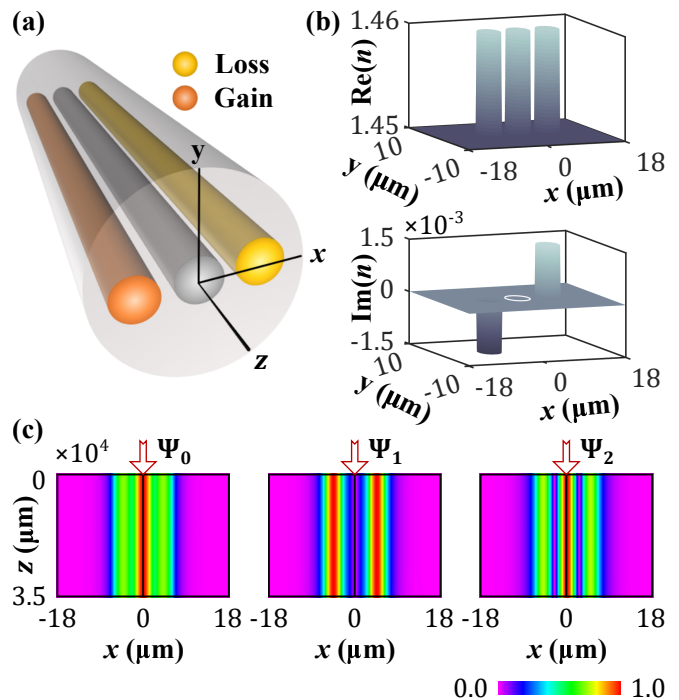 (a)
Loss
Gain
y
x
z
(b)
1.46
Re(n)
1.45
10
y (μm)
-10
-18
0
x (μm)
18
×10⁻³
1.5
Im(n)
0
-1.5
10
y (μm)
-10
-18
0
x (μm)
18
(c)
×10⁴
Ψ₀
Ψ₁
Ψ₂
0
z (μm)
3.5
-18 0 18
-18 0 18
-18 0 18
x (μm)
x (μm)
x (μm)
0.0 1.0